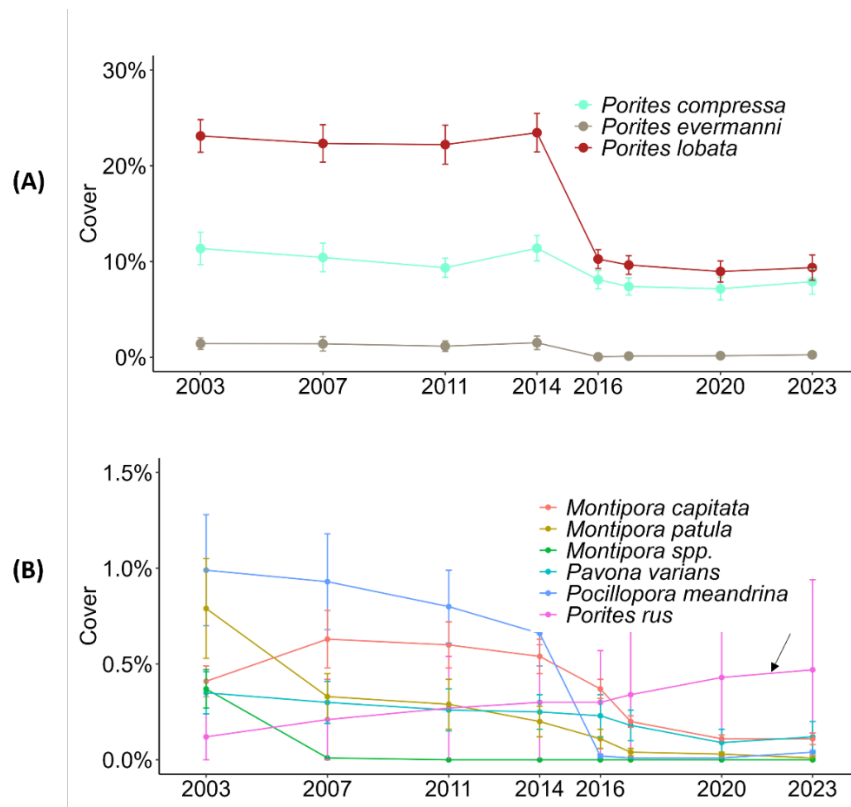 (A)
30%
20%
10%
0%
Cover
Porites compressa
Porites evermanni
Porites lobata
2003 2007 2011 2014 2016 2020 2023
(B)
1.5%
1.0%
0.5%
0.0%
Cover
Montipora capitata
Montipora patula
Montipora spp.
Pavona varians
Pocillopora meandrina
Porites rus
2003 2007 2011 2014 2016 2020 2023